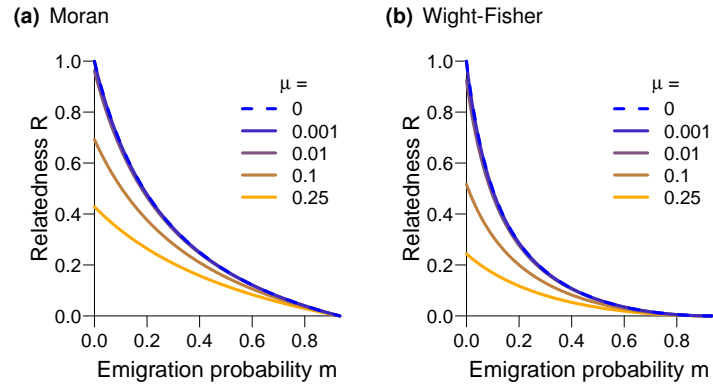 (a) Moran
μ =
0
0.001
0.01
0.1
0.25
Relatedness R
1.0
0.8
0.6
0.4
0.2
0.0
0.0 0.2 0.4 0.6 0.8
Emigration probability m
(b) Wight-Fisher
μ =
0
0.001
0.01
0.1
0.25
Relatedness R
1.0
0.8
0.6
0.4
0.2
0.0
0.0 0.2 0.4 0.6 0.8
Emigration probability m